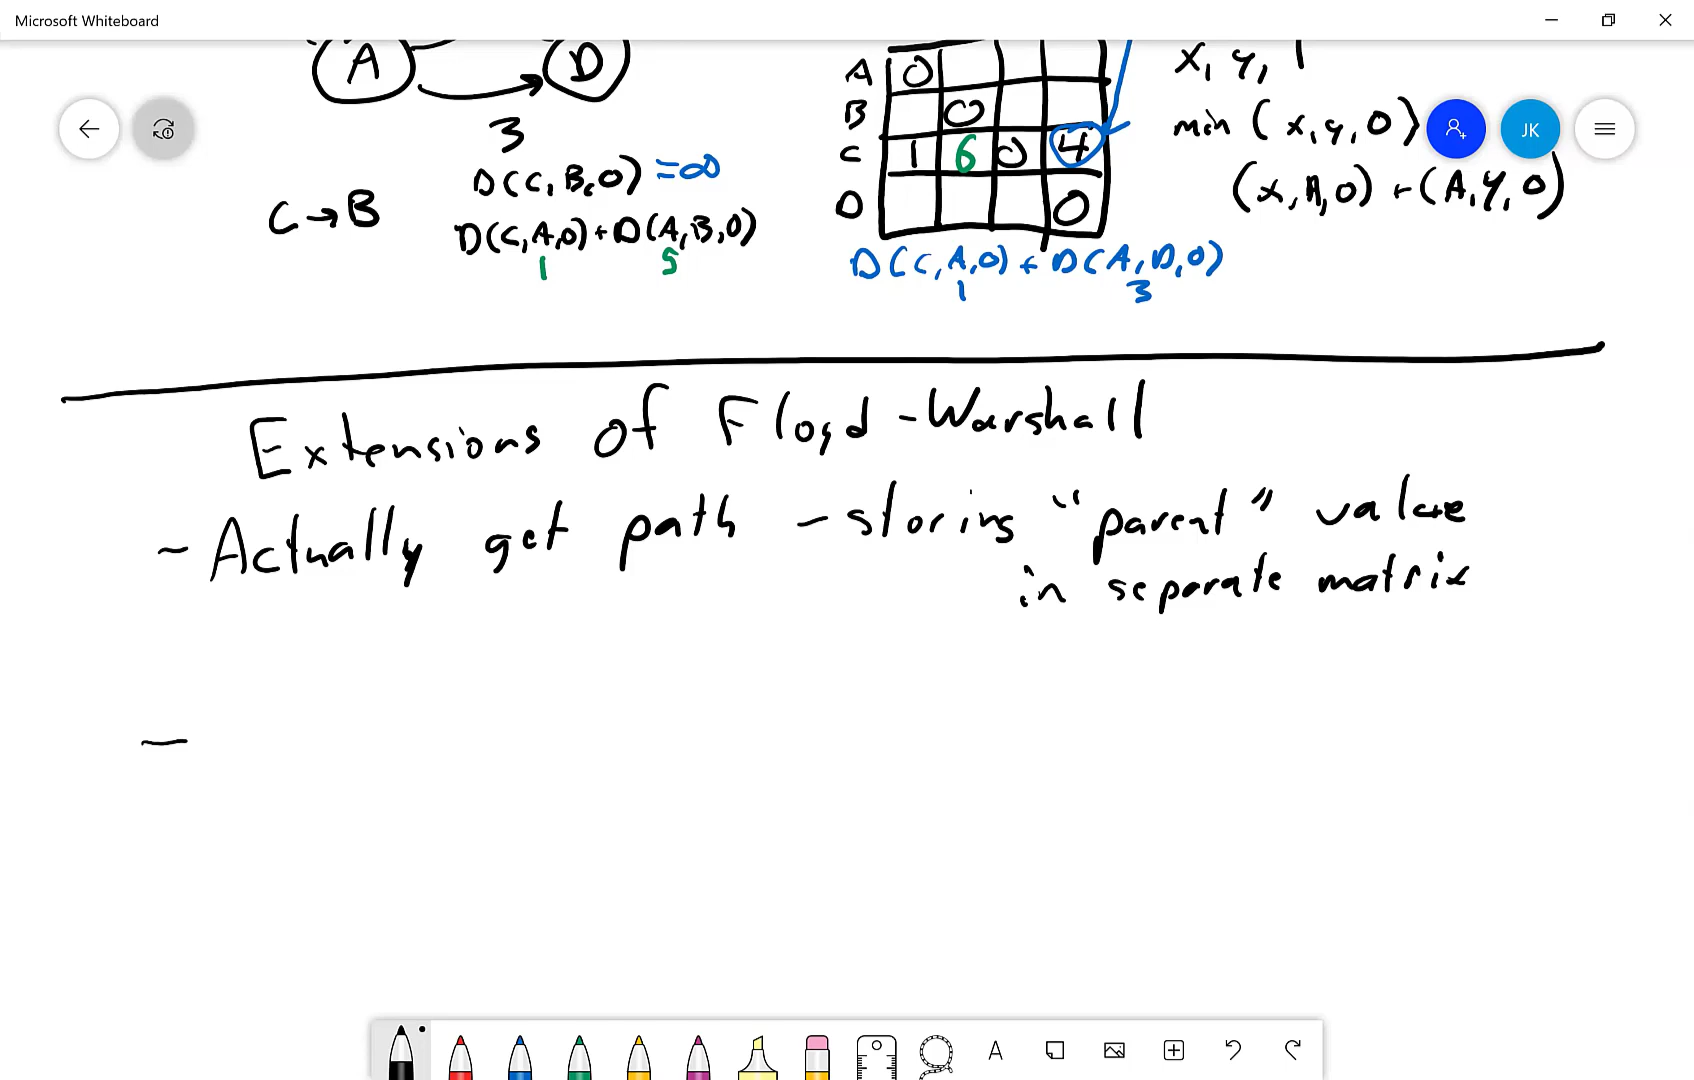 Microsoft Whiteboard
A D
3
C → B
D(C, B, 0) = ∞
D(C, A, 0) + D(A, B, 0)
1 5
A 0
B 0
C 1 6 0 4
D 0
D(C, A, 0) + D(A, D, 0)
1 3
x, y, 1
min (x, y, 0)
(x, A, 0) + (A, y, 0)
JK
Extensions of Floyd-Warshall
- Actually get path - storing "parent" value
in separate matrix
-
A